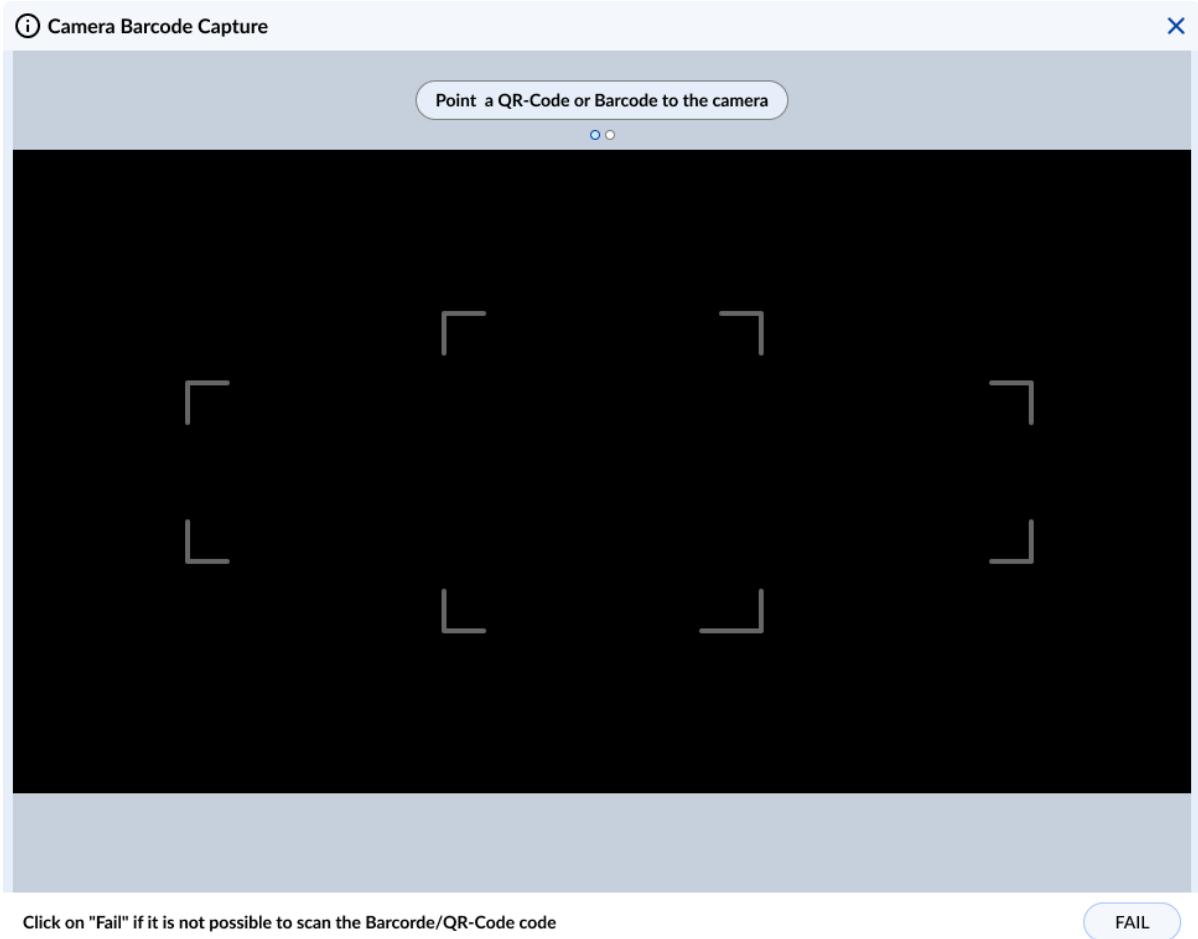 Camera Barcode Capture
Point a QR-Code or Barcode to the camera
Click on "Fail" if it is not possible to scan the Barcorde/QR-Code code
FAIL